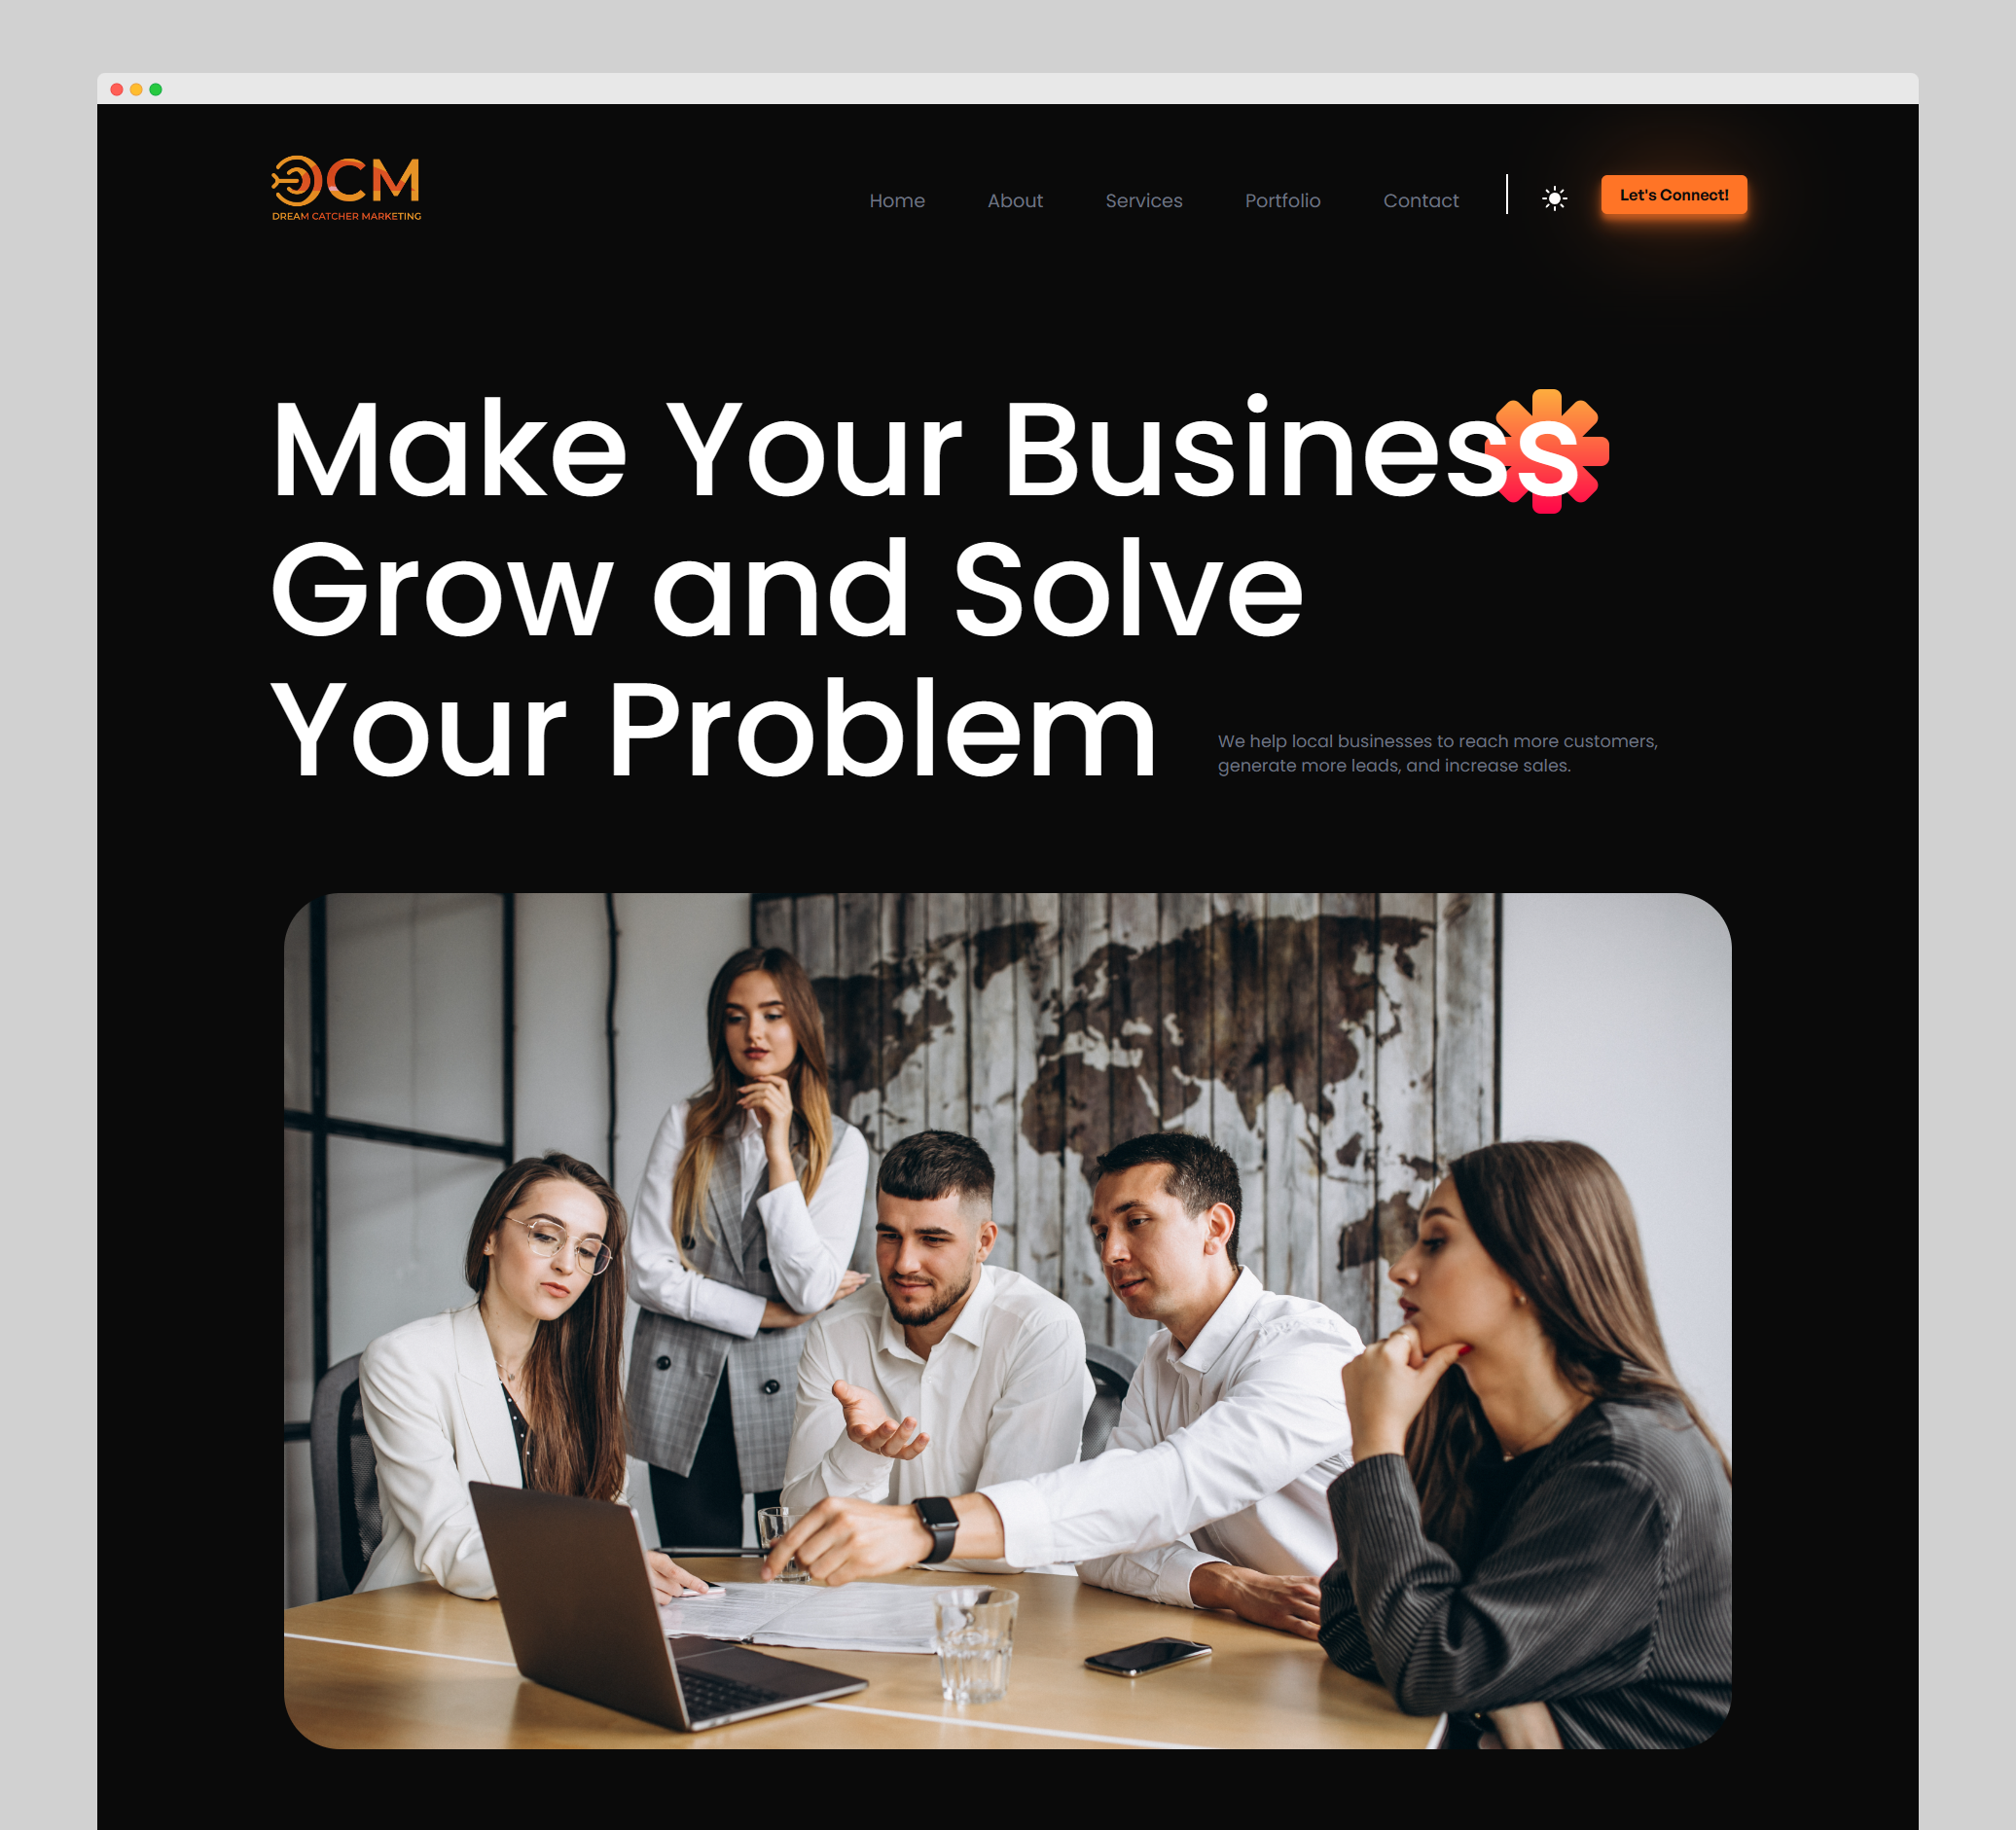 DCM
DREAM CATCHER MARKETING
Home
About
Services
Portfolio
Contact
Let's Connect!
Make Your Business
Grow and Solve
Your Problem
We help local businesses to reach more customers,
generate more leads, and increase sales.